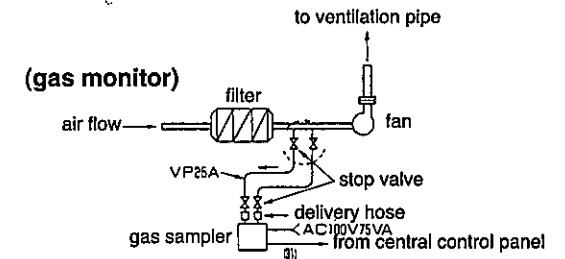 to ventilation pipe
(gas monitor)
filter
air flow
fan
VP25A
stop valve
delivery hose
AC100V75VA
gas sampler
from central control panel